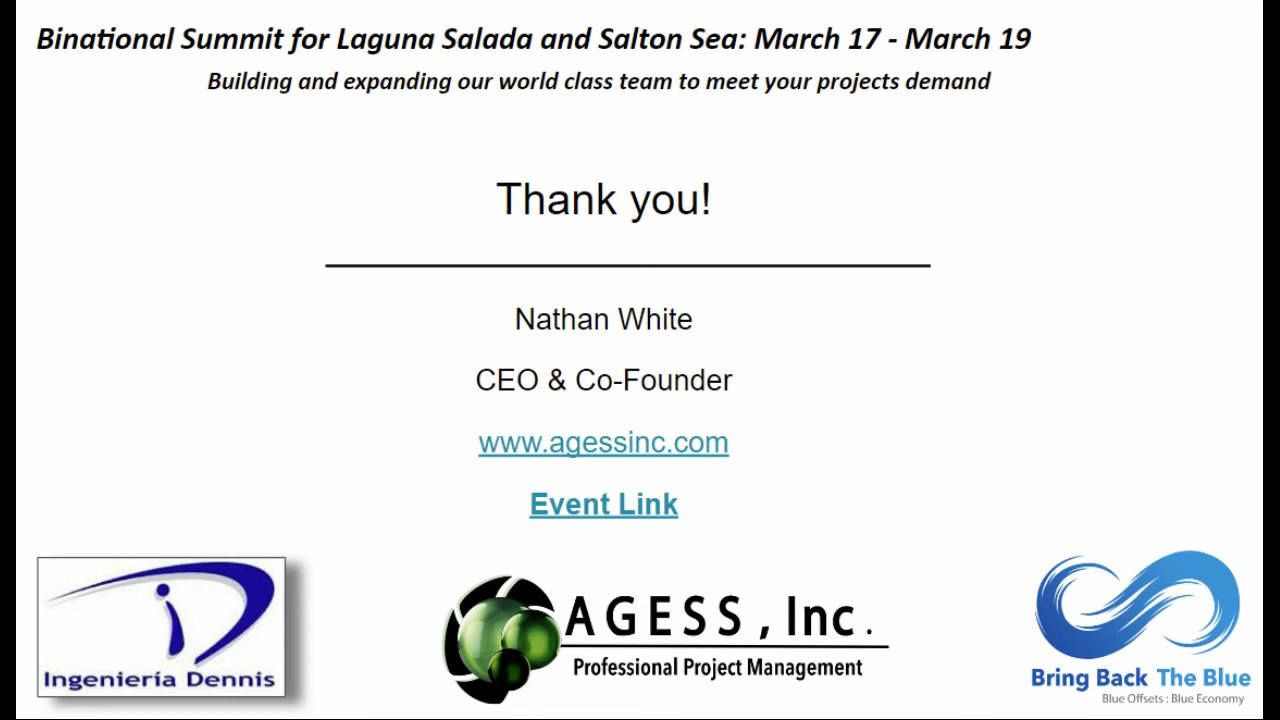 Binational Summit for Laguna Salada and Salton Sea: March 17 - March 19
Building and expanding our world class team to meet your projects demand
Thank you!
Nathan White
CEO & Co-Founder
www.agessinc.com
Event Link
Ingeniería Dennis
AGESS, Inc.
Professional Project Management
Bring Back The Blue
Blue Offsets : Blue Economy